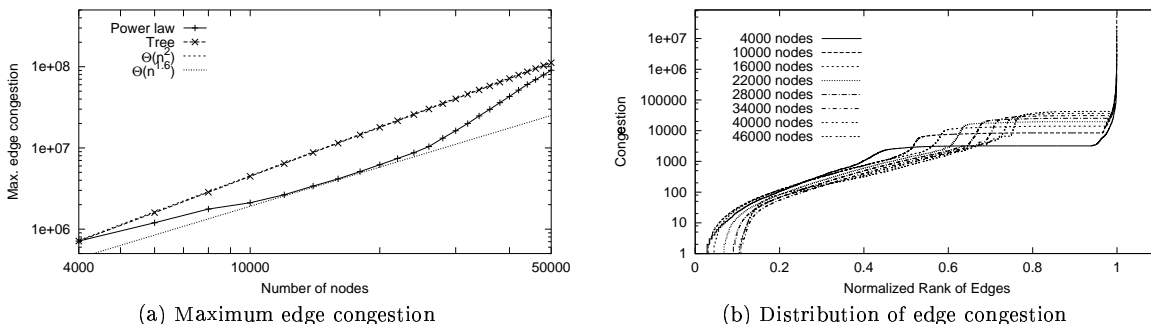 Max. edge congestion
1e+08
1e+07
1e+06
Power law
Tree
Θ(n^2)
Θ(n^1.6)
4000 10000 50000
Number of nodes
(a) Maximum edge congestion
Congestion
1e+07
1e+06
100000
10000
1000
100
10
1
4000 nodes
10000 nodes
16000 nodes
22000 nodes
28000 nodes
34000 nodes
40000 nodes
46000 nodes
0 0.2 0.4 0.6 0.8 1
Normalized Rank of Edges
(b) Distribution of edge congestion